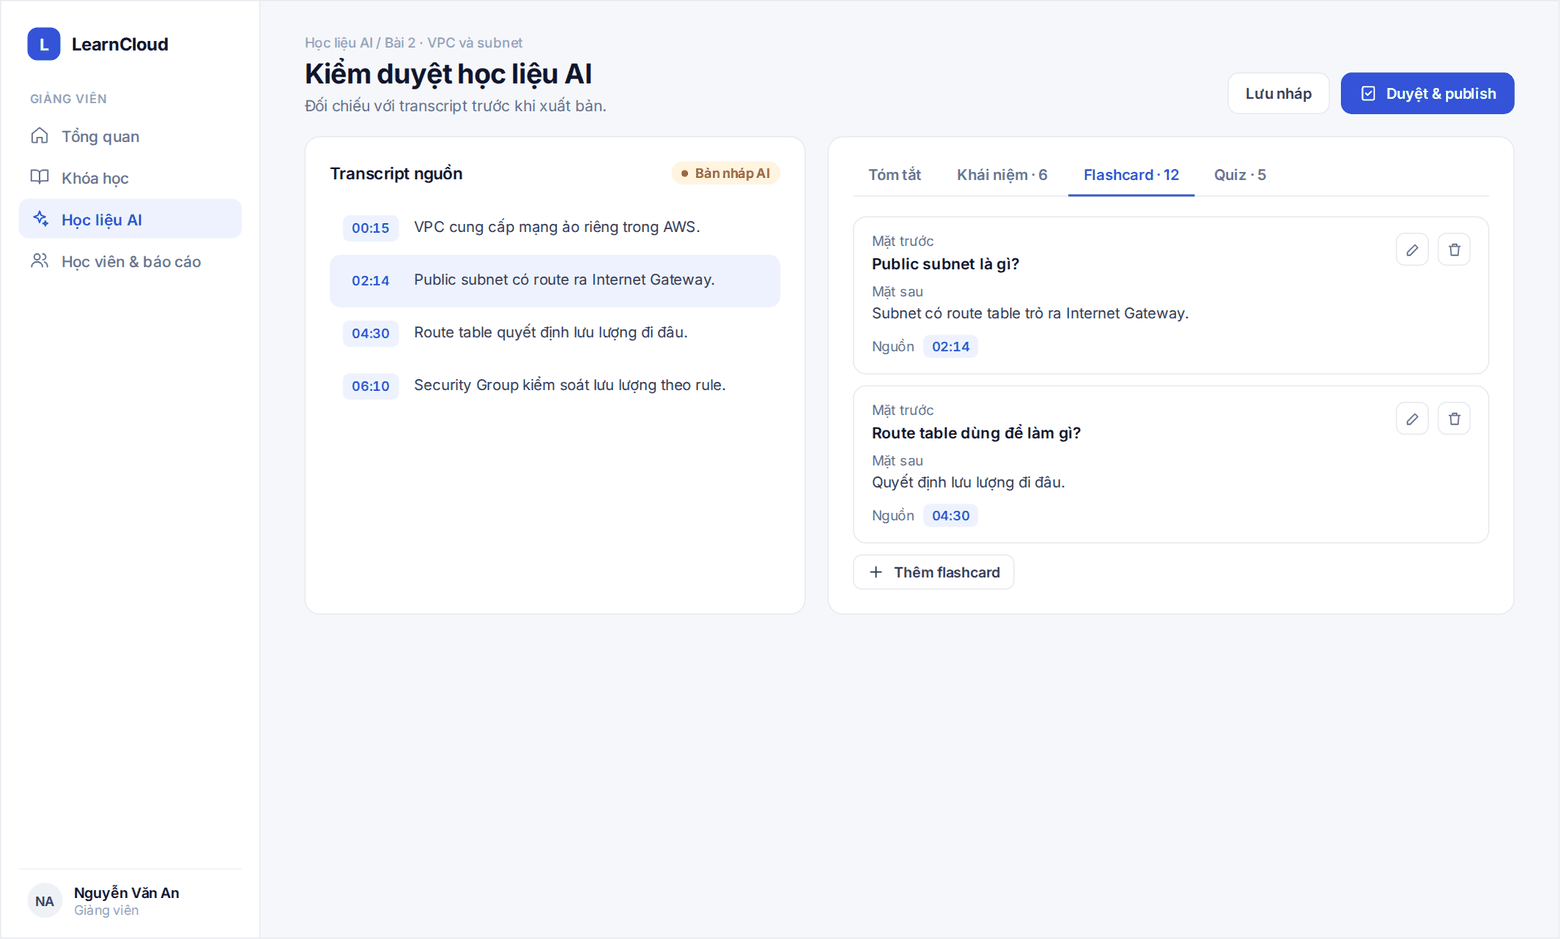 L LearnCloud
GIẢNG VIÊN
Tổng quan
Khóa học
Học liệu AI
Học viên & báo cáo
NA
Nguyễn Văn An
Giảng viên
Học liệu AI / Bài 2 · VPC và subnet
Kiểm duyệt học liệu AI
Đối chiếu với transcript trước khi xuất bản.
Lưu nháp
Duyệt & publish
Transcript nguồn
Bản nháp AI
00:15 VPC cung cấp mạng ảo riêng trong AWS.
02:14 Public subnet có route ra Internet Gateway.
04:30 Route table quyết định lưu lượng đi đâu.
06:10 Security Group kiểm soát lưu lượng theo rule.
Tóm tắt Khái niệm · 6 Flashcard · 12 Quiz · 5
Mặt trước
Public subnet là gì?
Mặt sau
Subnet có route table trỏ ra Internet Gateway.
Nguồn 02:14
Mặt trước
Route table dùng để làm gì?
Mặt sau
Quyết định lưu lượng đi đâu.
Nguồn 04:30
Thêm flashcard